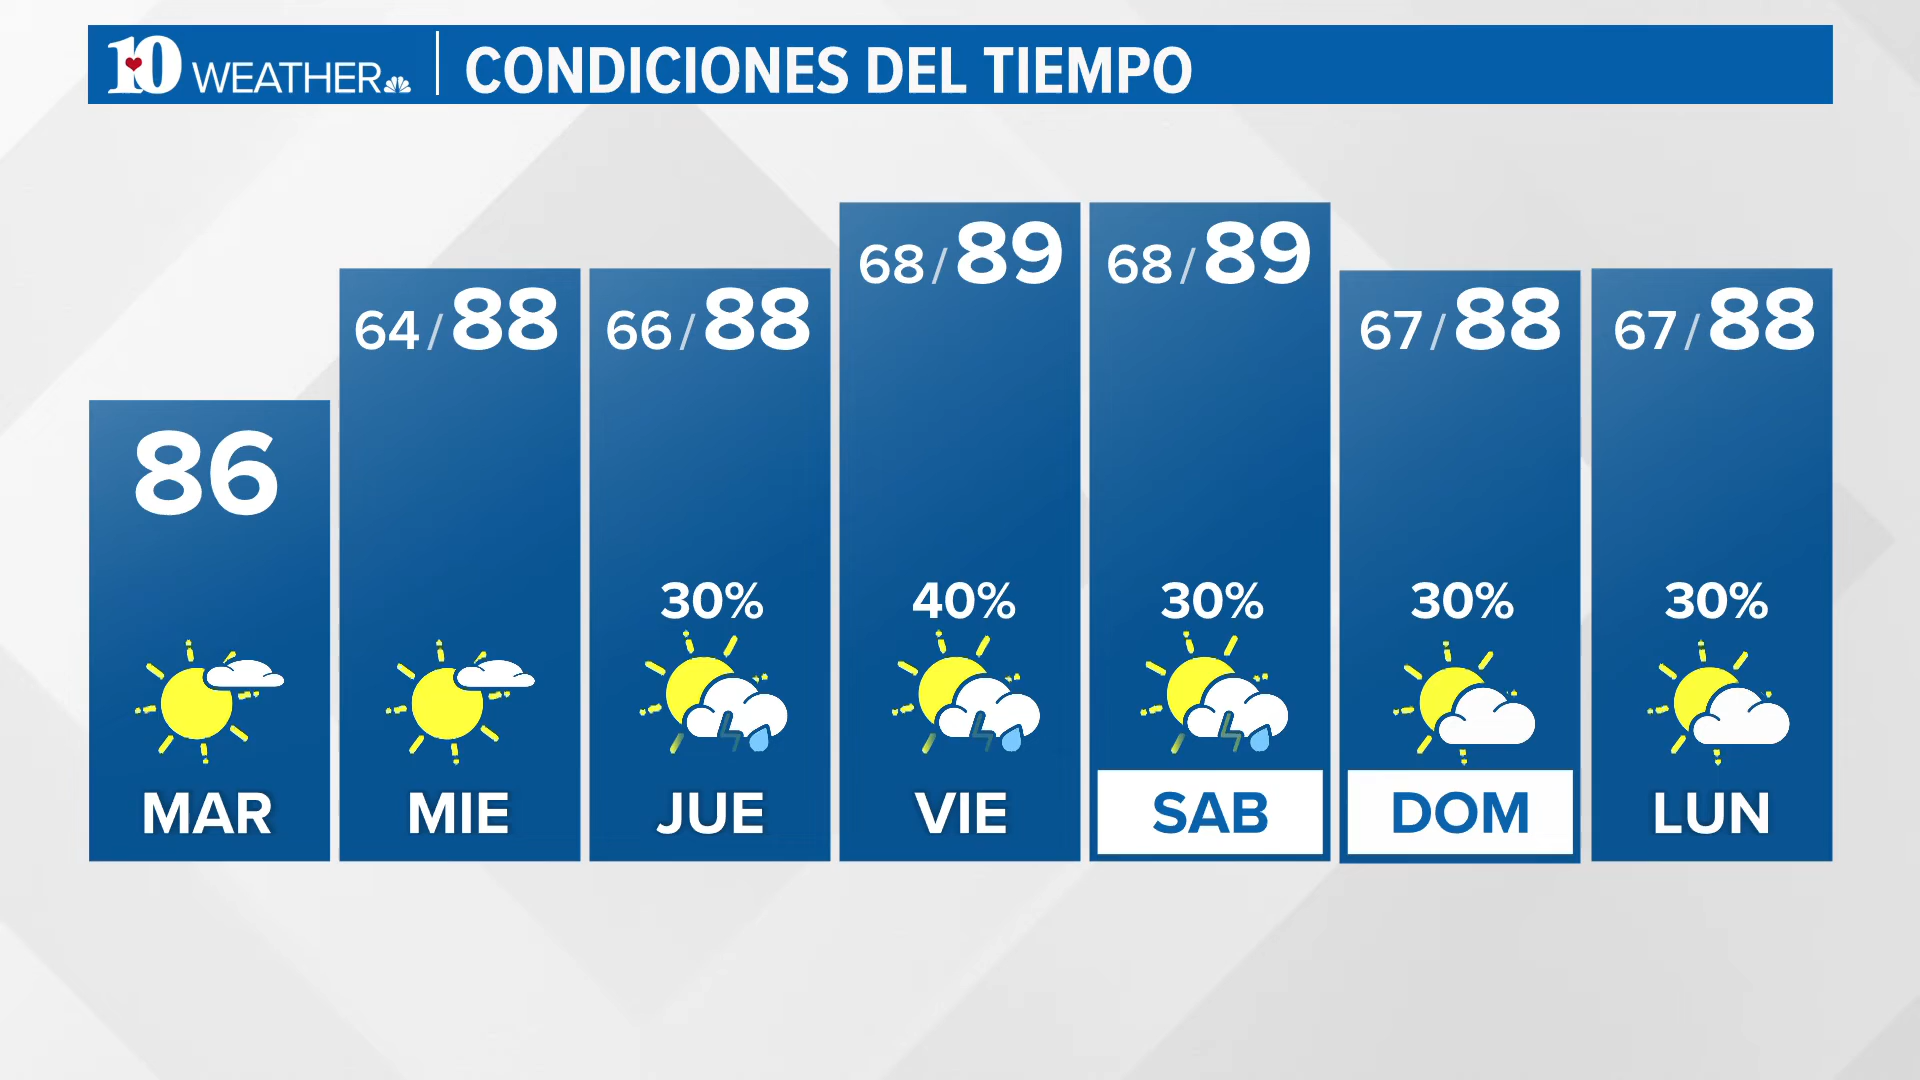 10 WEATHER CONDICIONES DEL TIEMPO
86
MAR
64/88
MIE
66/88
30%
JUE
68/89
40%
VIE
68/89
30%
SAB
67/88
30%
DOM
67/88
30%
LUN